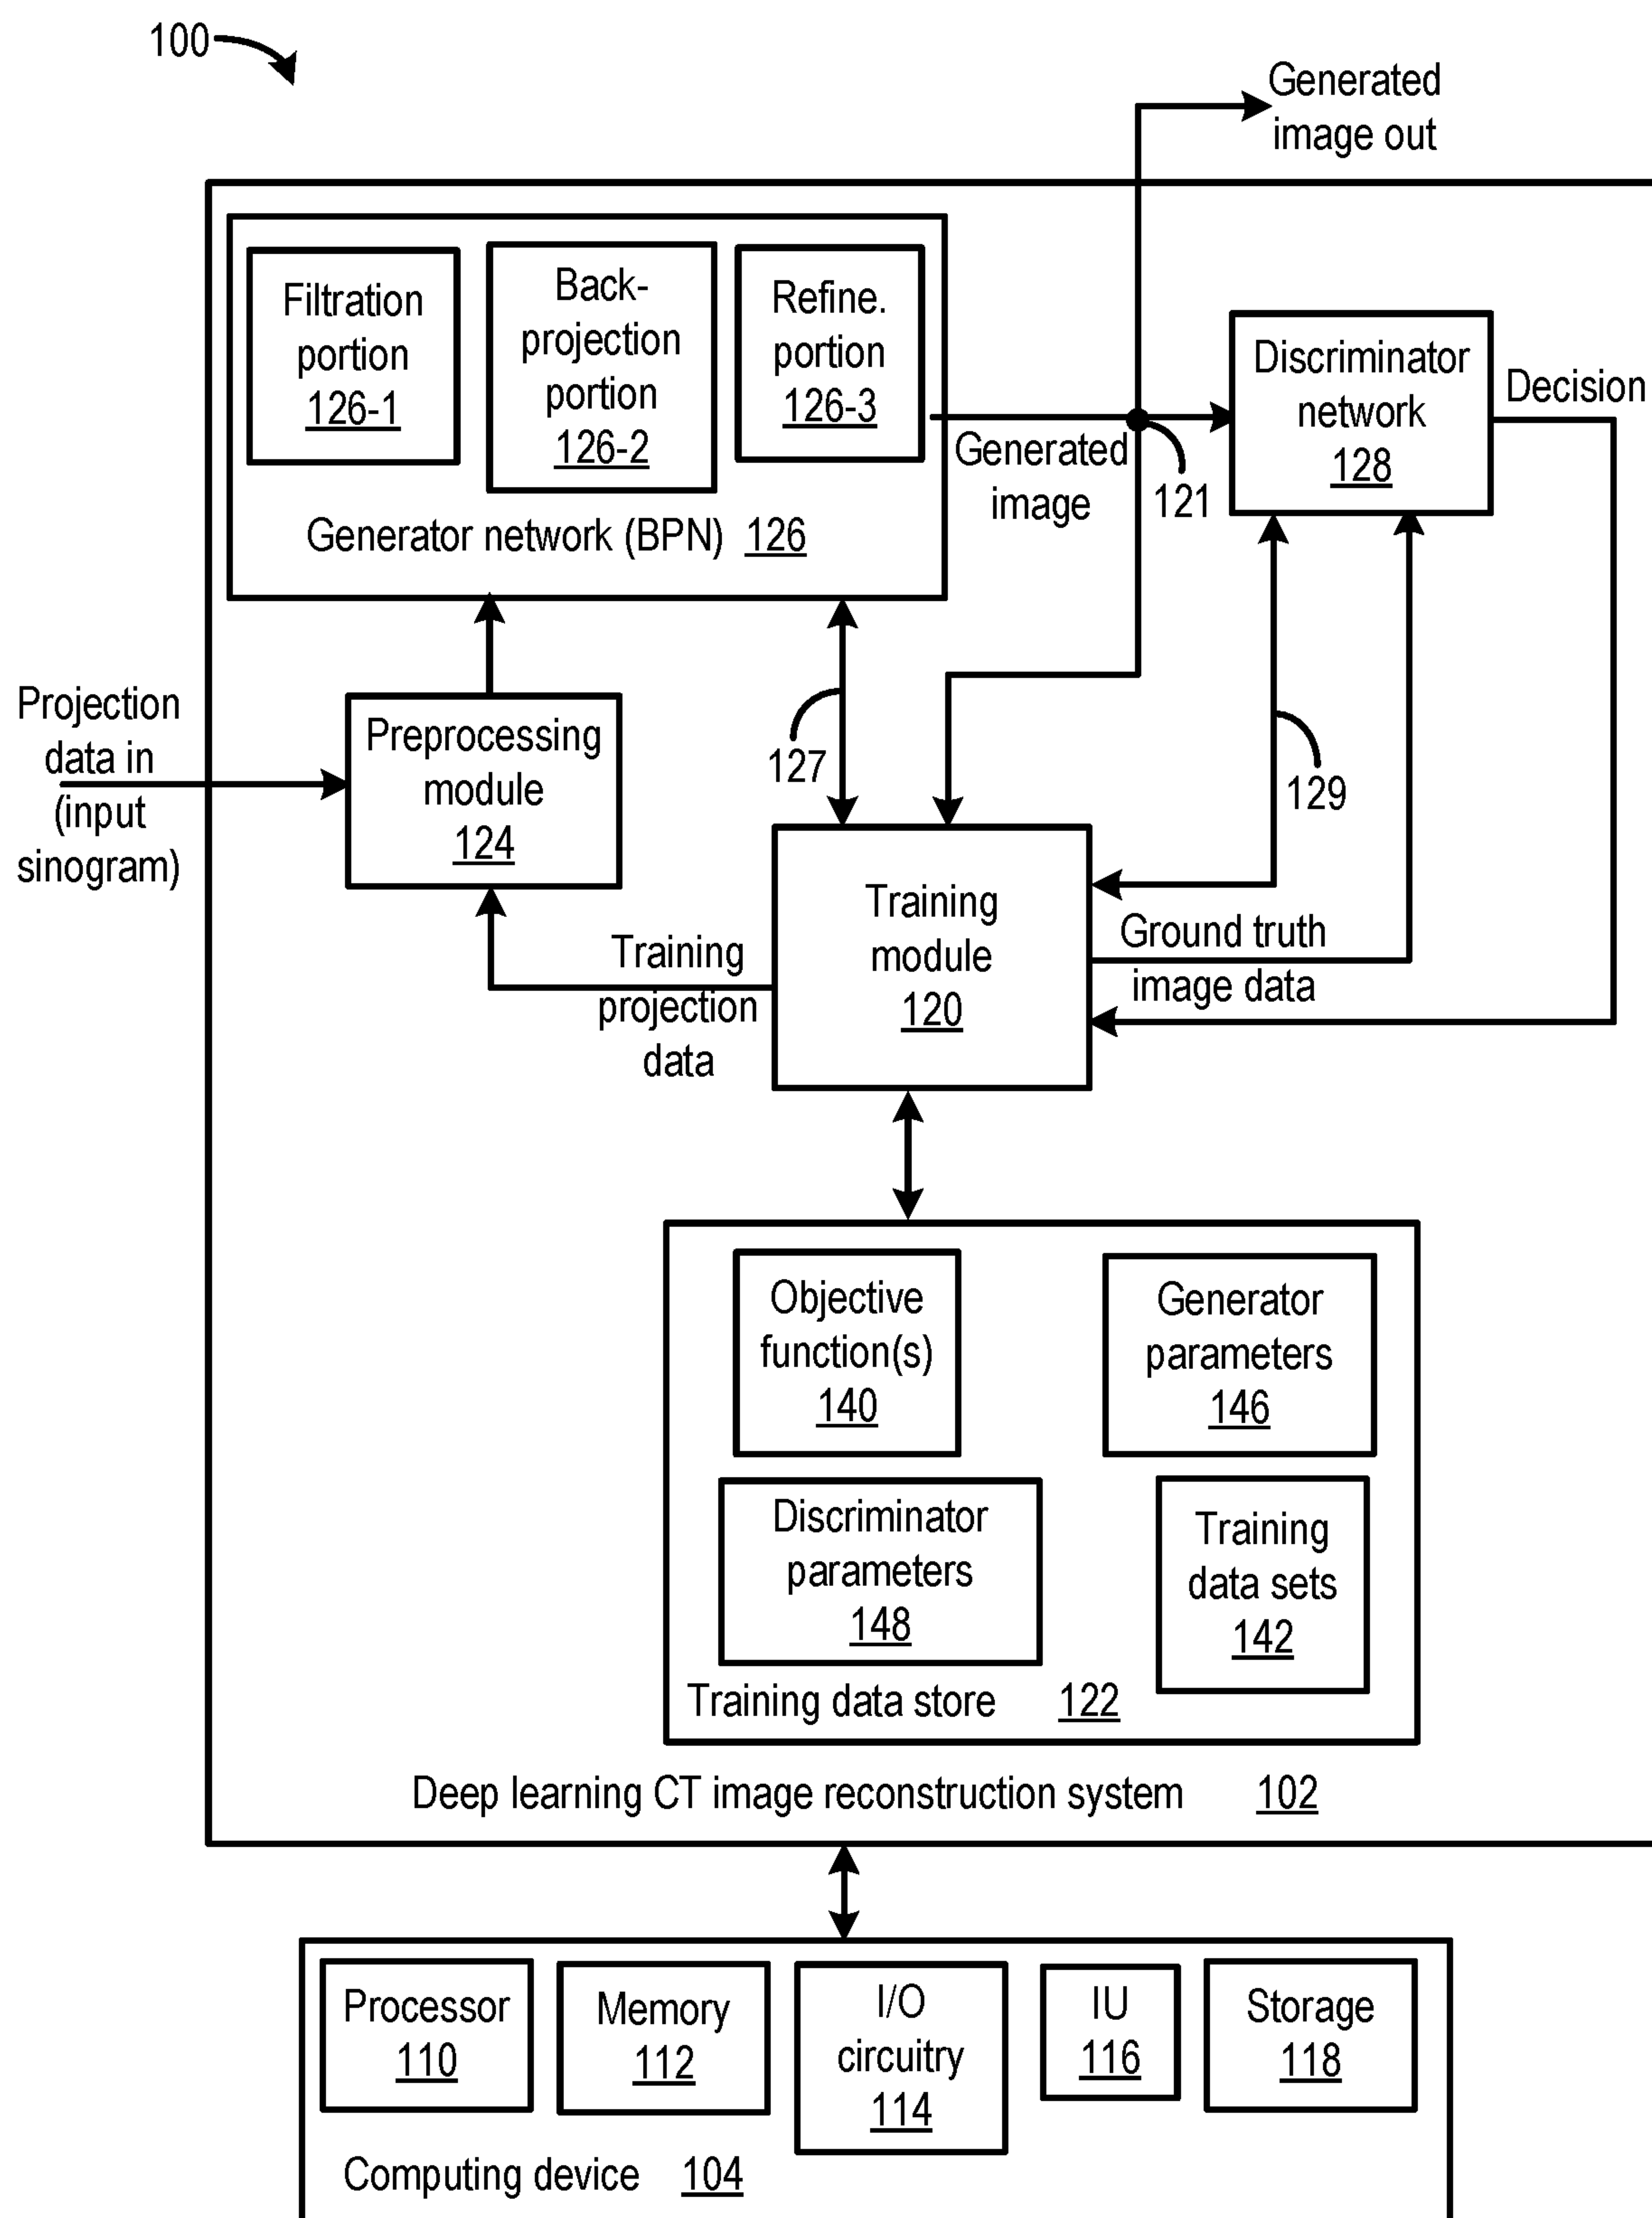 100
Generated
image out
Filtration
portion
126-1
Back-
projection
portion
126-2
Refine.
portion
126-3
Generator network (BPN) 126
Generated
image
121
Discriminator
network
128
Decision
Projection
data in
(input
sinogram)
Preprocessing
module
124
127
129
Training
projection
data
Training
module
120
Ground truth
image data
Objective
function(s)
140
Generator
parameters
146
Discriminator
parameters
148
Training
data sets
142
Training data store 122
Deep learning CT image reconstruction system 102
Processor
110
Memory
112
I/O
circuitry
114
IU
116
Storage
118
Computing device 104